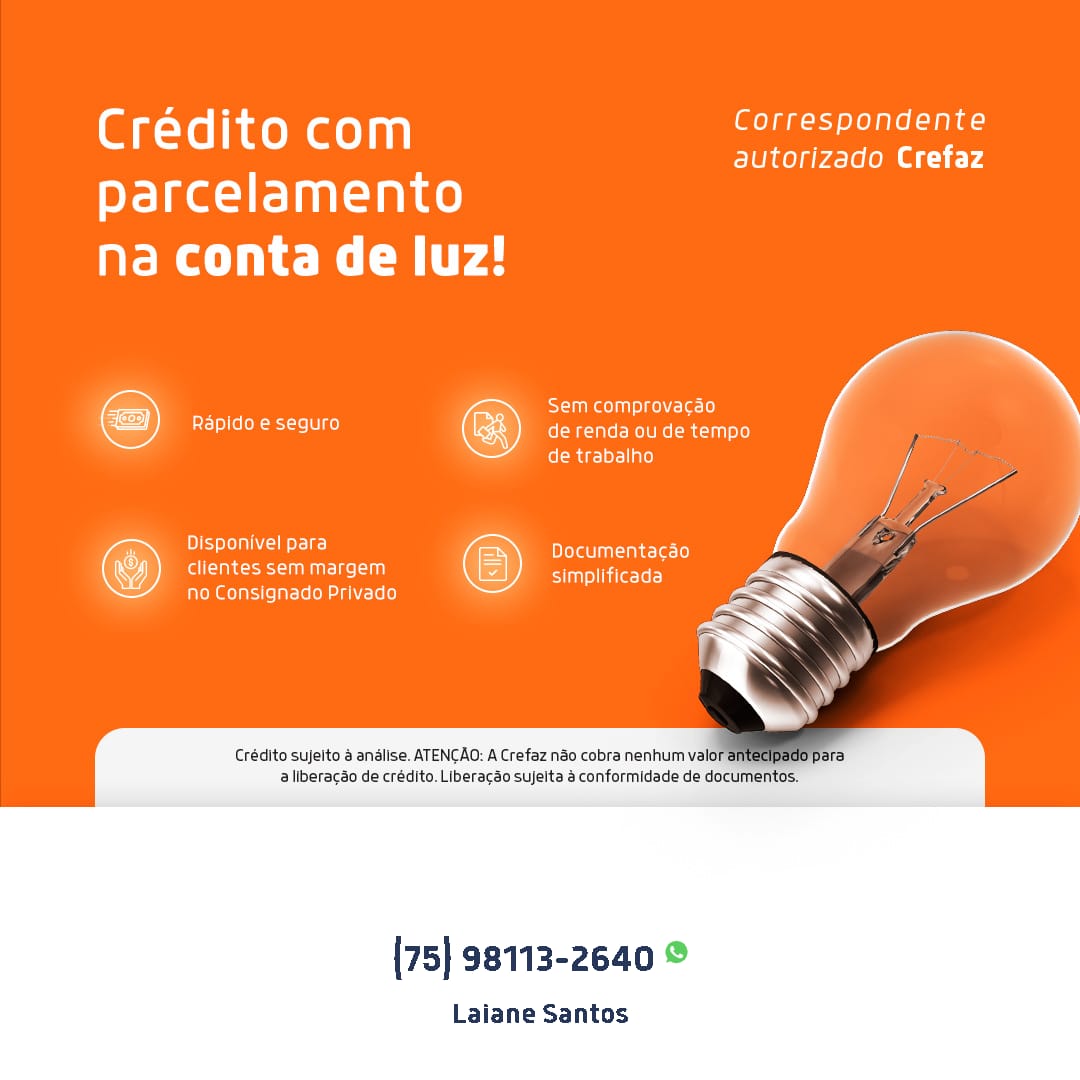 Crédito com
parcelamento
na conta de luz!
Correspondente
autorizado Crefaz
Rápido e seguro
Sem comprovação
de renda ou de tempo
de trabalho
Disponível para
clientes sem margem
no Consignado Privado
Documentação
simplificada
Crédito sujeito à análise. ATENÇÃO: A Crefaz não cobra nenhum valor antecipado para
a liberação de crédito. Liberação sujeita à conformidade de documentos.
(75) 98113-2640
Laiane Santos